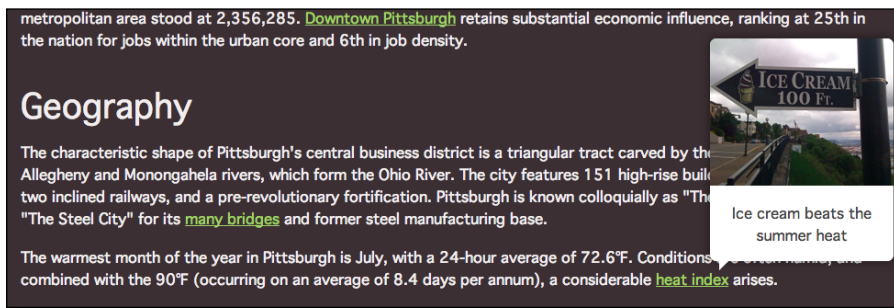 metropolitan area stood at 2,356,285. Downtown Pittsburgh retains substantial economic influence, ranking at 25th in
the nation for jobs within the urban core and 6th in job density.
Geography
The characteristic shape of Pittsburgh's central business district is a triangular tract carved by the
Allegheny and Monongahela rivers, which form the Ohio River. The city features 151 high-rise
two inclined railways, and a pre-revolutionary fortification. Pittsburgh is known colloquially as
"The Steel City" for its many bridges and former steel manufacturing base.
The warmest month of the year in Pittsburgh is July, with a 24-hour average of 72.6°F. Conditions
combined with the 90°F (occurring on an average of 8.4 days per annum), a considerable heat index arises.
ICE CREAM
100 FT.
Ice cream beats the
summer heat